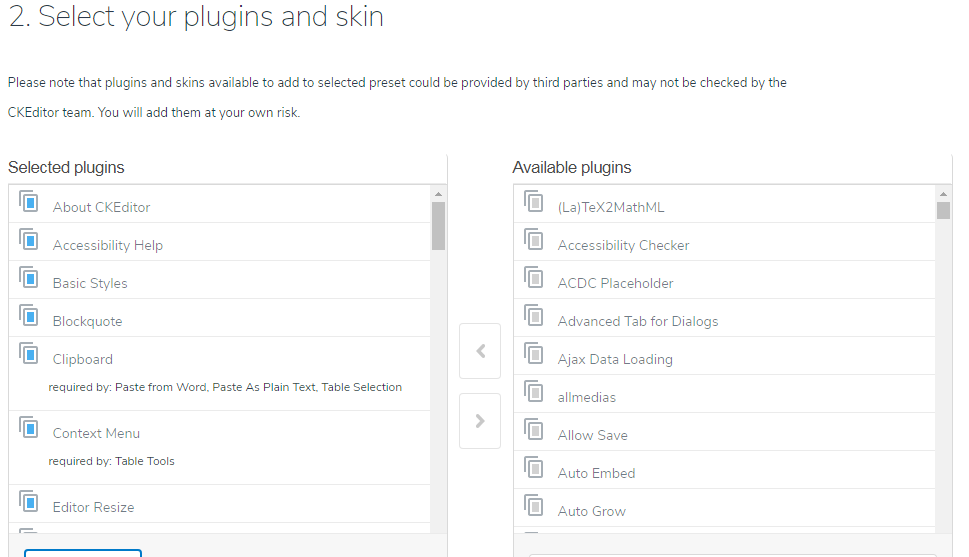 2. Select your plugins and skin
Please note that plugins and skins available to add to selected preset could be provided by third parties and may not be checked by the
CKEditor team. You will add them at your own risk.
Selected plugins
About CKEditor
Accessibility Help
Basic Styles
Blockquote
Clipboard
required by: Paste from Word, Paste As Plain Text, Table Selection
Context Menu
required by: Table Tools
Editor Resize
Available plugins
(La)TeX2MathML
Accessibility Checker
ACDC Placeholder
Advanced Tab for Dialogs
Ajax Data Loading
allmedias
Allow Save
Auto Embed
Auto Grow